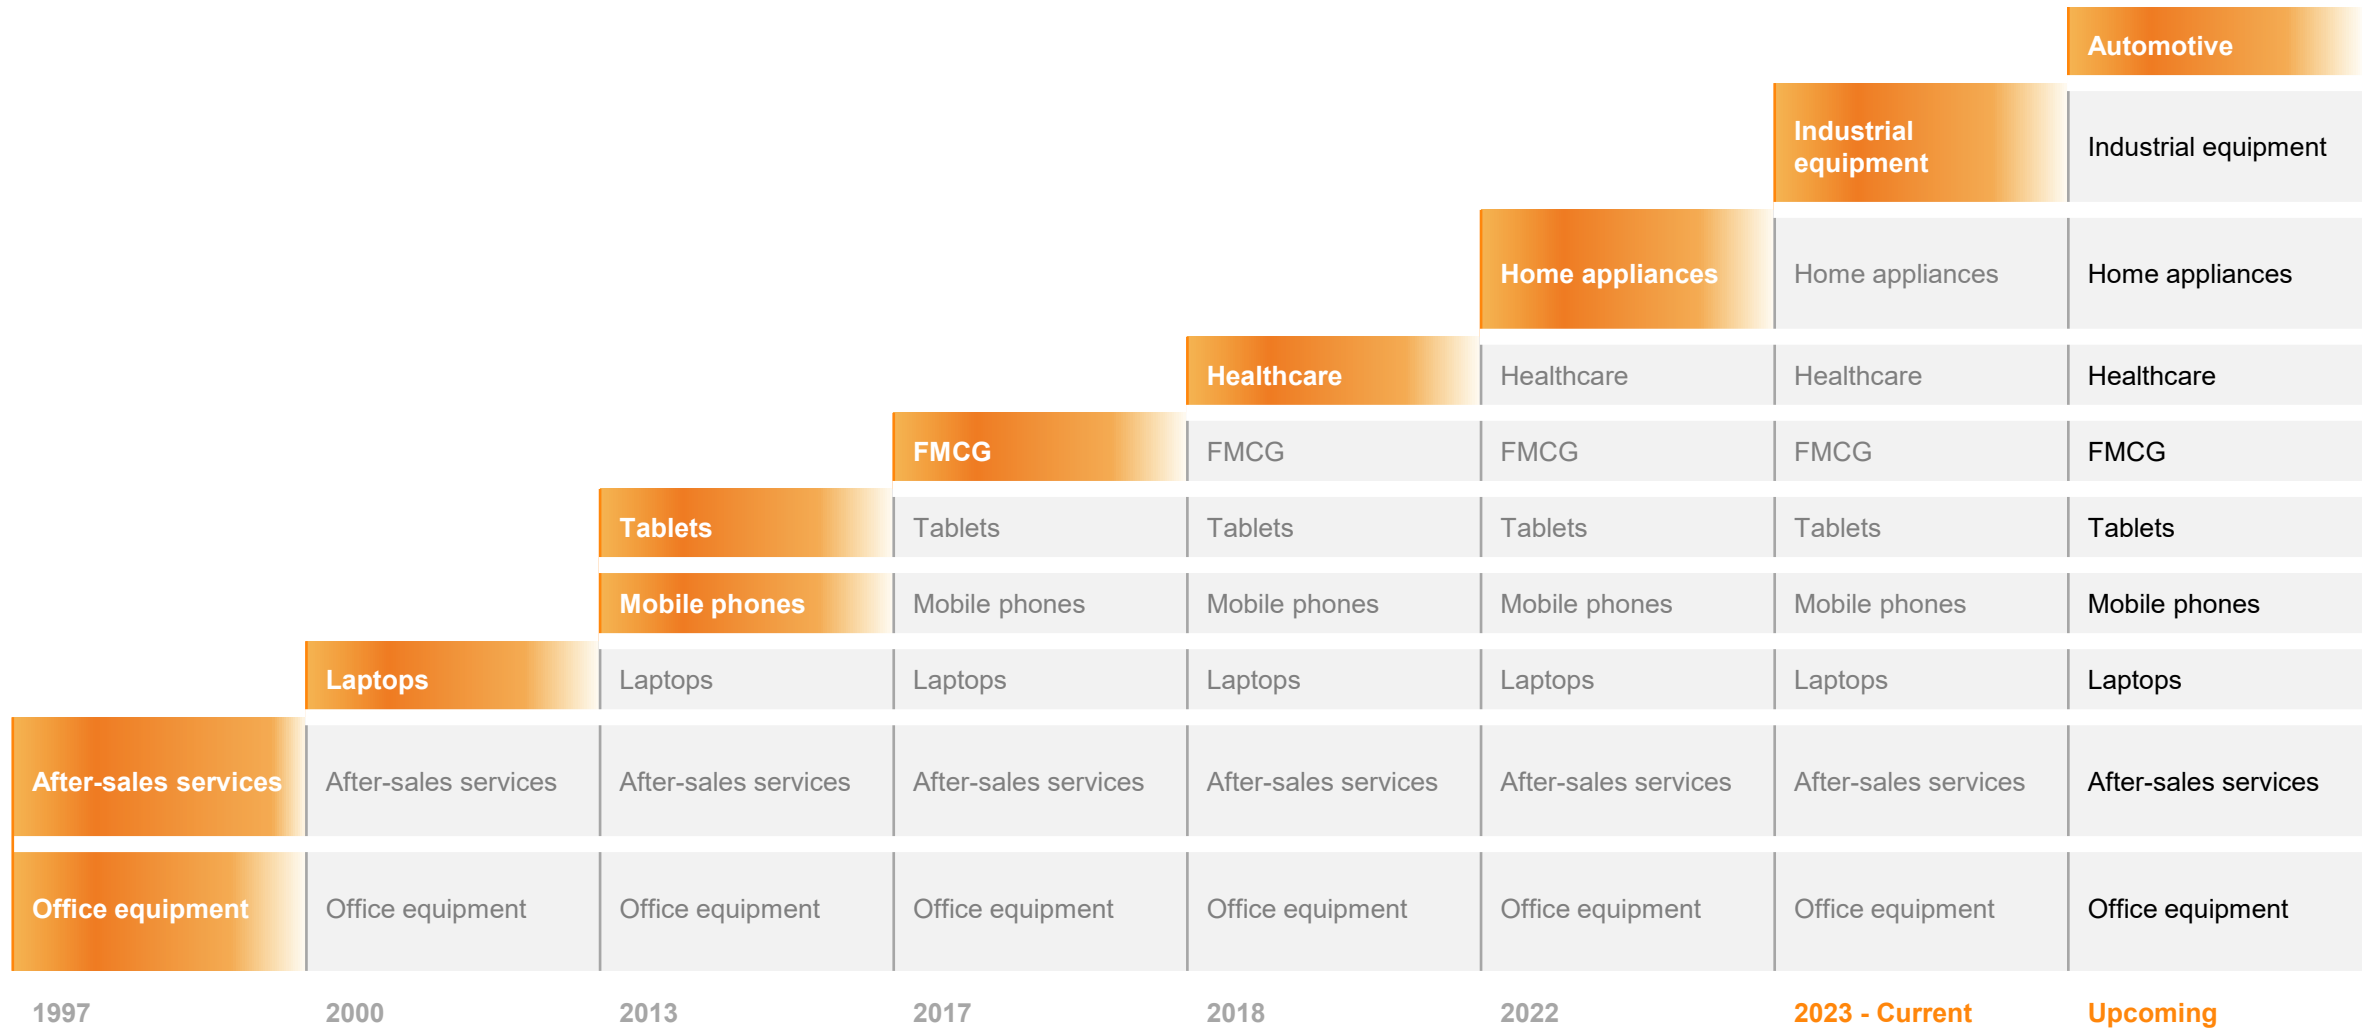 Automotive
Industrial
equipment
Industrial equipment
Home appliances
Home appliances
Home appliances
Healthcare
Healthcare
Healthcare
Healthcare
FMCG
FMCG
FMCG
FMCG
FMCG
Tablets
Tablets
Tablets
Tablets
Tablets
Tablets
Mobile phones
Mobile phones
Mobile phones
Mobile phones
Mobile phones
Mobile phones
Laptops
Laptops
Laptops
Laptops
Laptops
Laptops
Laptops
After-sales services
After-sales services
After-sales services
After-sales services
After-sales services
After-sales services
After-sales services
After-sales services
Office equipment
Office equipment
Office equipment
Office equipment
Office equipment
Office equipment
Office equipment
Office equipment
1997
2000
2013
2017
2018
2022
2023 - Current
Upcoming